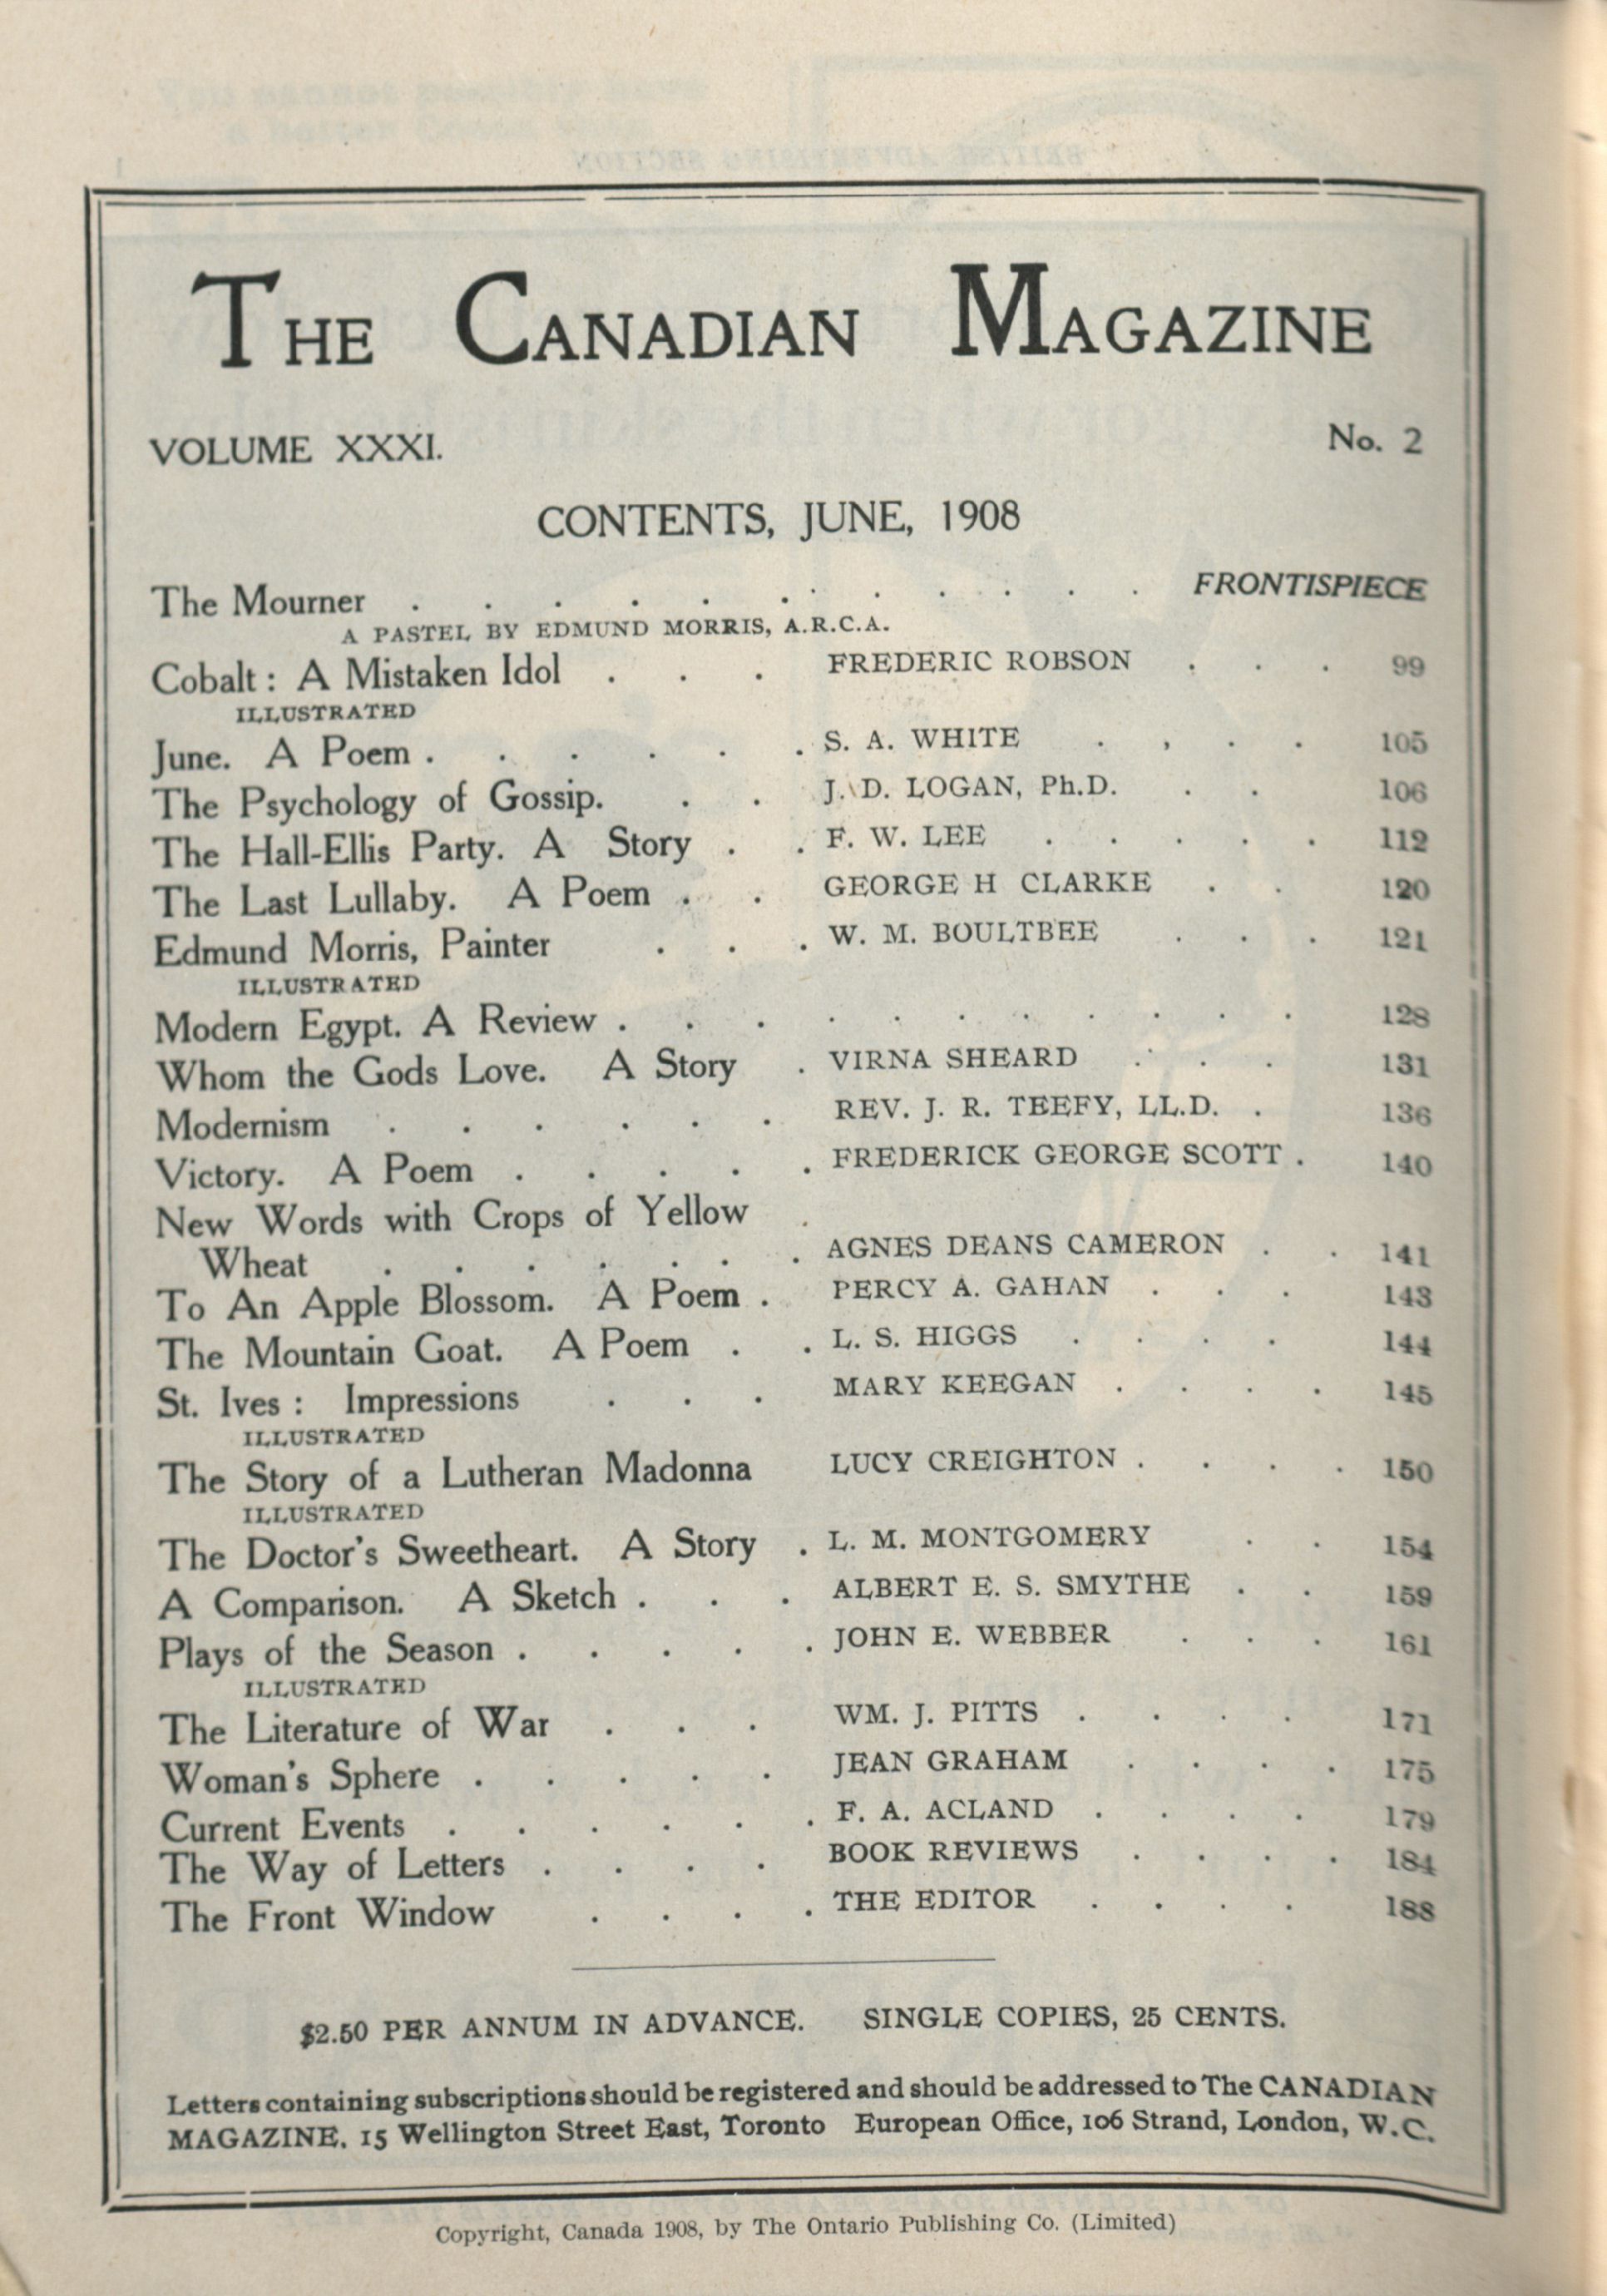 BRITISH ADVERTISING SECTION
THE CANADIAN MAGAZINE
VOLUME XXXI. No. 2
CONTENTS, JUNE, 1908
The Mourner . . . . . . . . . . . FRONTISPIECE
A PASTEL BY EDMUND MORRIS, A.R.C.A.
Cobalt: A Mistaken Idol . . . FREDERIC ROBSON . . . 99
ILLUSTRATED
June. A Poem . . . . . . S. A. WHITE . , . . 105
The Psychology of Gossip. . . J. D. LOGAN, Ph.D. . . 106
The Hall-Ellis Party. A Story . . F. W. LEE . . . . . 112
The Last Lullaby. A Poem . . GEORGE H CLARKE . . 120
Edmund Morris, Painter . . . W. M. BOULTBEE . . . 121
ILLUSTRATED
Modern Egypt. A Review . . . . . . . . . . . 128
Whom the Gods Love. A Story . VIRNA SHEARD . . . 131
Modernism . . . . . . REV. J. R. TEEFY, LL.D. . 136
Victory. A Poem . . . . . FREDERICK GEORGE SCOTT . 140
New Words with Crops of Yellow .
Wheat . . . . . . . AGNES DEANS CAMERON . . 141
To An Apple Blossom. A Poem . PERCY A. GAHAN . . . 143
The Mountain Goat. A Poem . . L. S. HIGGS . . . . 144
St. Ives: Impressions . . . MARY KEEGAN . . . . 145
ILLUSTRATED
The Story of a Lutheran Madonna LUCY CREIGHTON . . . . 150
ILLUSTRATED
The Doctor's Sweetheart. A Story . L. M. MONTGOMERY . . 154
A Comparison. A Sketch . . . ALBERT E. S. SMYTHE . . 159
Plays of the Season . . . . . JOHN E. WEBBER . . . 161
ILLUSTRATED
The Literature of War . . . WM. J. PITTS . . . . 171
Woman's Sphere . . . . . JEAN GRAHAM . . . . 175
Current Events . . . . . . F. A. ACLAND . . . . 179
The Way of Letters . . . . BOOK REVIEWS . . . . 184
The Front Window . . . . THE EDITOR . . . . 188
$2.50 PER ANNUM IN ADVANCE. SINGLE COPIES, 25 CENTS.
Letters containing subscriptions should be registered and should be addressed to The CANADIAN
MAGAZINE. 15 Wellington Street East, Toronto European Office, 106 Strand, London, W.C.
Copyright, Canada 1908, by The Ontario Publishing Co. (Limited)